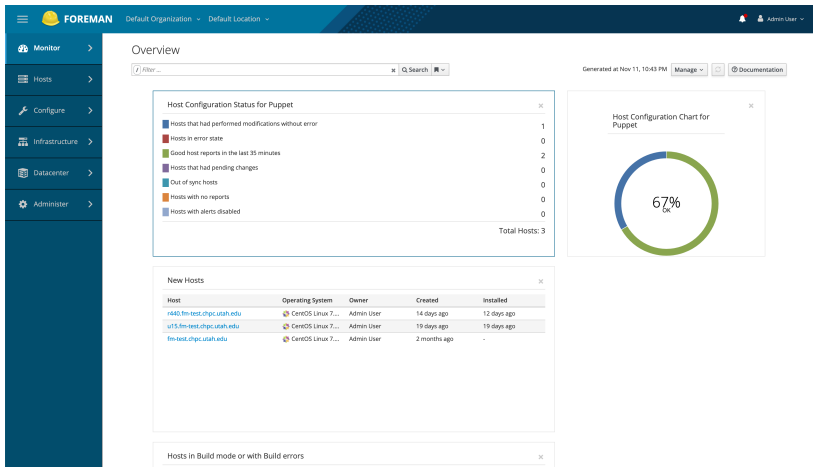 FOREMAN Default Organization Default Location Admin User
Monitor
Hosts
Configure
Infrastructure
Datacenter
Administer
Overview
Filter ... Search Generated at Nov 11, 10:43 PM Manage Documentation
Host Configuration Status for Puppet
Hosts that had performed modifications without error 1
Hosts in error state 0
Good host reports in the last 35 minutes 2
Hosts that had pending changes 0
Out of sync hosts 0
Hosts with no reports 0
Hosts with alerts disabled 0
Total Hosts: 3
Host Configuration Chart for
Puppet
67%
OK
New Hosts
Host Operating System Owner Created Installed
r440.fm-test.chpc.utah.edu CentOS Linux 7.... Admin User 14 days ago 12 days ago
u15.fm-test.chpc.utah.edu CentOS Linux 7.... Admin User 19 days ago 19 days ago
fm-test.chpc.utah.edu CentOS Linux 7.... Admin User 2 months ago -
Hosts in Build mode or with Build errors